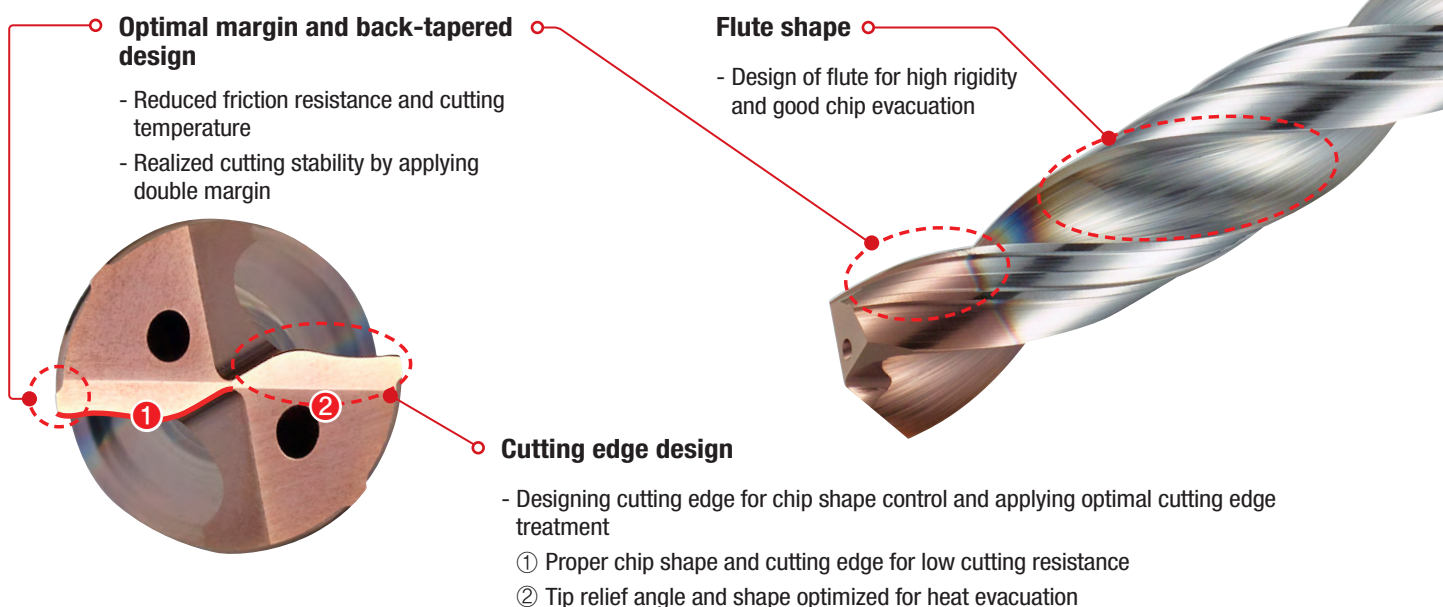 Optimal margin and back-tapered
design
- Reduced friction resistance and cutting
temperature
- Realized cutting stability by applying
double margin
Flute shape
- Design of flute for high rigidity
and good chip evacuation
1
2
Cutting edge design
- Designing cutting edge for chip shape control and applying optimal cutting edge
treatment
① Proper chip shape and cutting edge for low cutting resistance
② Tip relief angle and shape optimized for heat evacuation